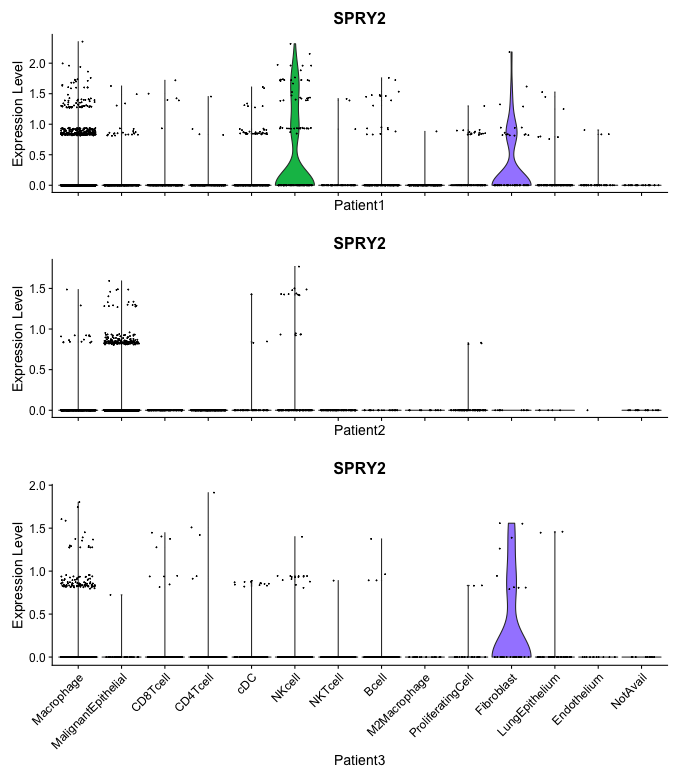 SPRY2
Expression Level
2.0
1.5
1.0
0.5
0.0
Patient1
SPRY2
Expression Level
1.5
1.0
0.5
0.0
Patient2
SPRY2
Expression Level
2.0
1.5
1.0
0.5
0.0
Macrophage
MalignantEpithelial
CD8Tcell
CD4Tcell
cDC
NKcell
NKTcell
Bcell
M2Macrophage
ProliferatingCell
Fibroblast
LungEpithelium
Endothelium
NotAvail
Patient3